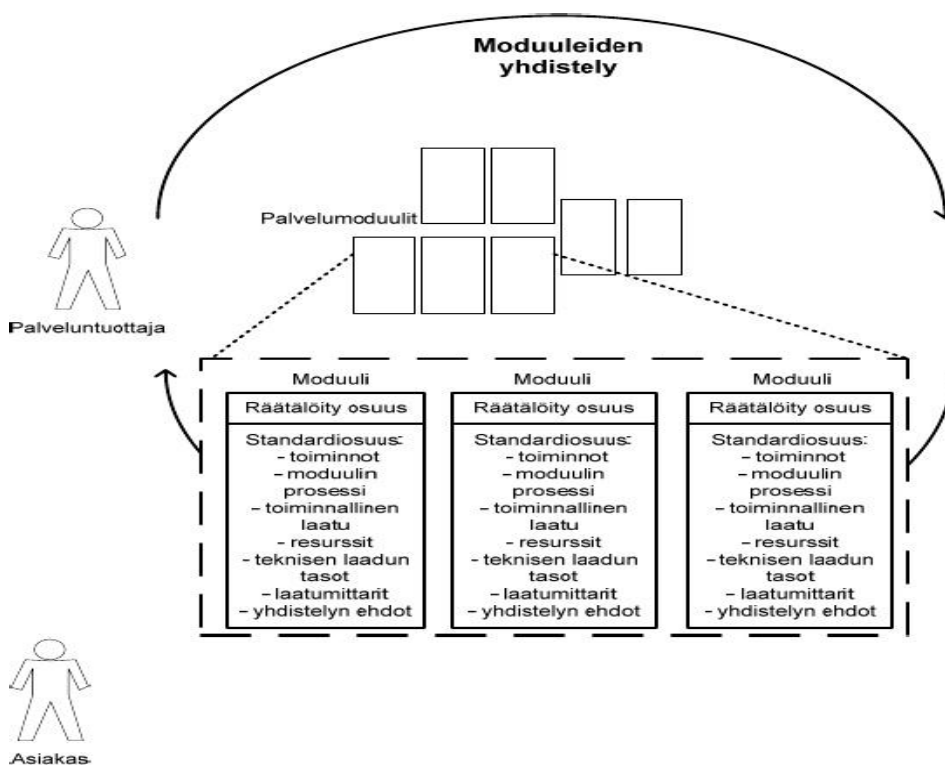 Moduuleiden
yhdistely
Palvelumoduulit
Palveluntuottaja
Moduuli
Räätälöity osuus
Standardiosuus:
– toiminnot
– moduulin
prosessi
– toiminnallinen
laatu
– resurssit
– teknisen laadun
tasot
– laatumittarit
– yhdistelyn ehdot
Moduuli
Räätälöity osuus
Standardiosuus:
– toiminnot
– moduulin
prosessi
– toiminnallinen
laatu
– resurssit
– teknisen laadun
tasot
– laatumittarit
– yhdistelyn ehdot
Moduuli
Räätälöity osuus
Standardiosuus:
– toiminnot
– moduulin
prosessi
– toiminnallinen
laatu
– resurssit
– teknisen laadun
tasot
– laatumittarit
– yhdistelyn ehdot
Asiakas